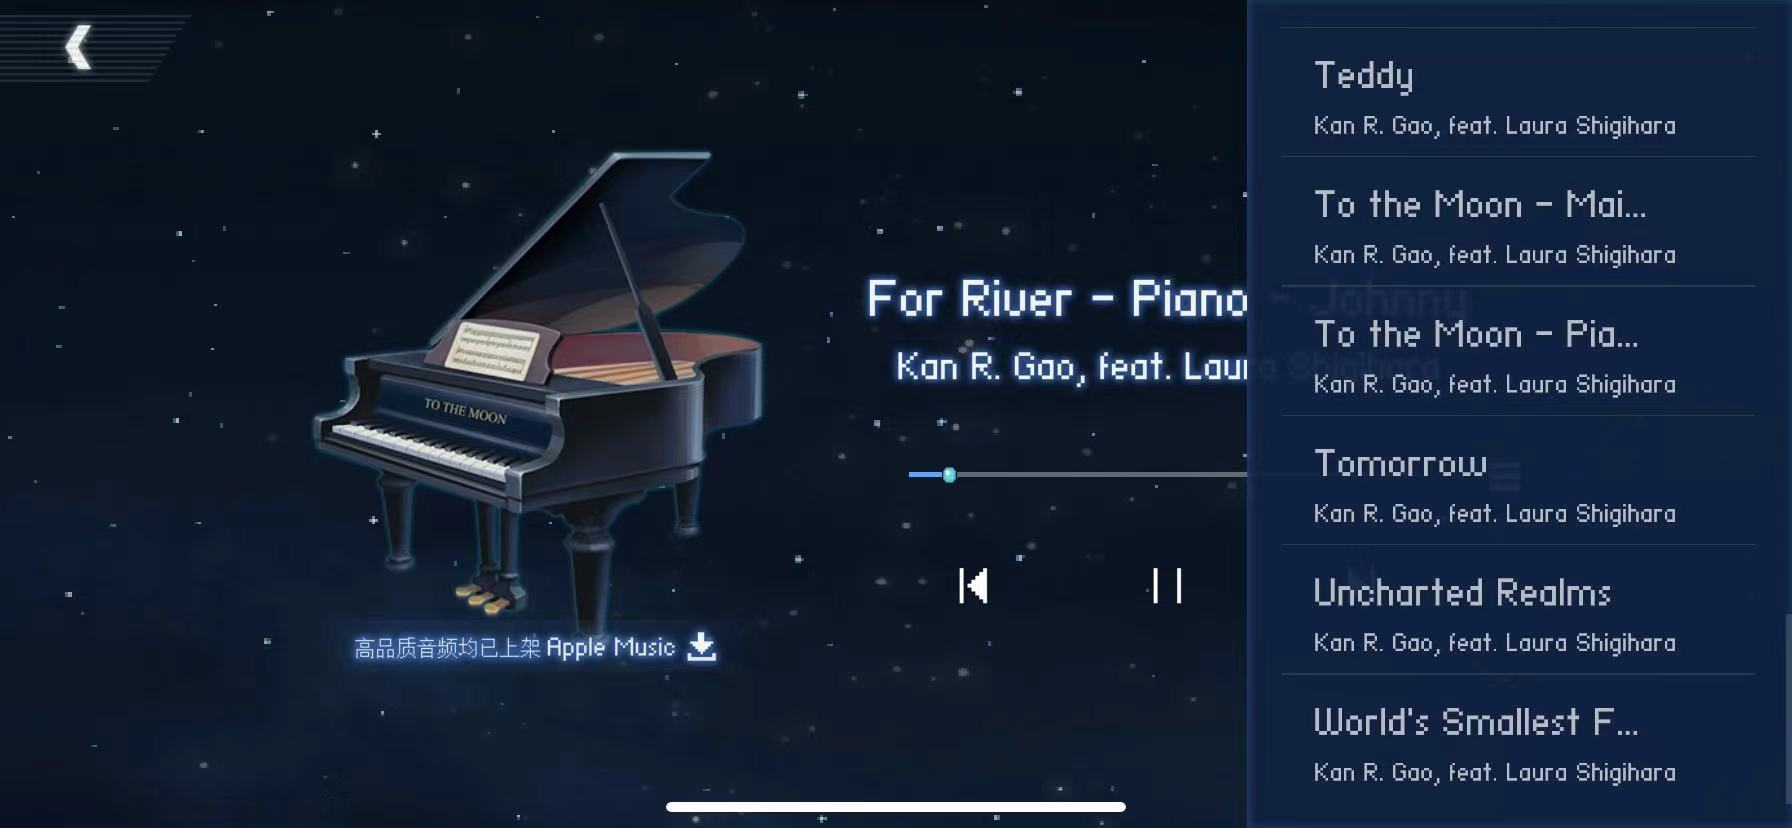 TO THE MOON
高品质音频均已上架 Apple Music
For River - Piano - Johnny
Kan R. Gao, feat. Laura Shigihara
Teddy
Kan R. Gao, feat. Laura Shigihara
To the Moon - Mai...
Kan R. Gao, feat. Laura Shigihara
To the Moon - Pia...
Kan R. Gao, feat. Laura Shigihara
Tomorrow
Kan R. Gao, feat. Laura Shigihara
Uncharted Realms
Kan R. Gao, feat. Laura Shigihara
World's Smallest F...
Kan R. Gao, feat. Laura Shigihara